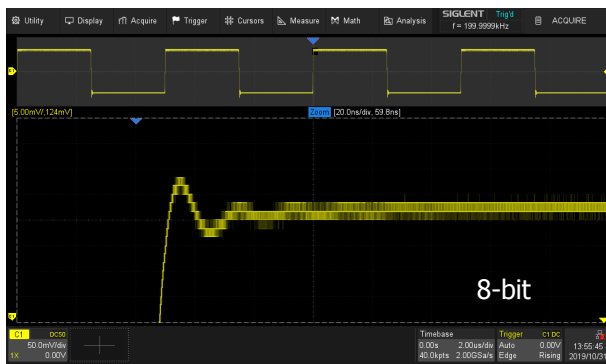 Utility Display Acquire Trigger Cursors Measure Math Analysis SIGLENT Trig'd ACQUIRE
f = 199.9999kHz
[5.00mV/,124mV] Zoom [20.0ns/div, 59.8ns]
8-bit
C1 DC50 Timebase Trigger C1 DC
50.0mV/div 0.00s 2.00us/div Auto 0.00V 13:55:45
1X 0.00V 40.0kpts 2.00GSa/s Edge Rising 2019/10/31